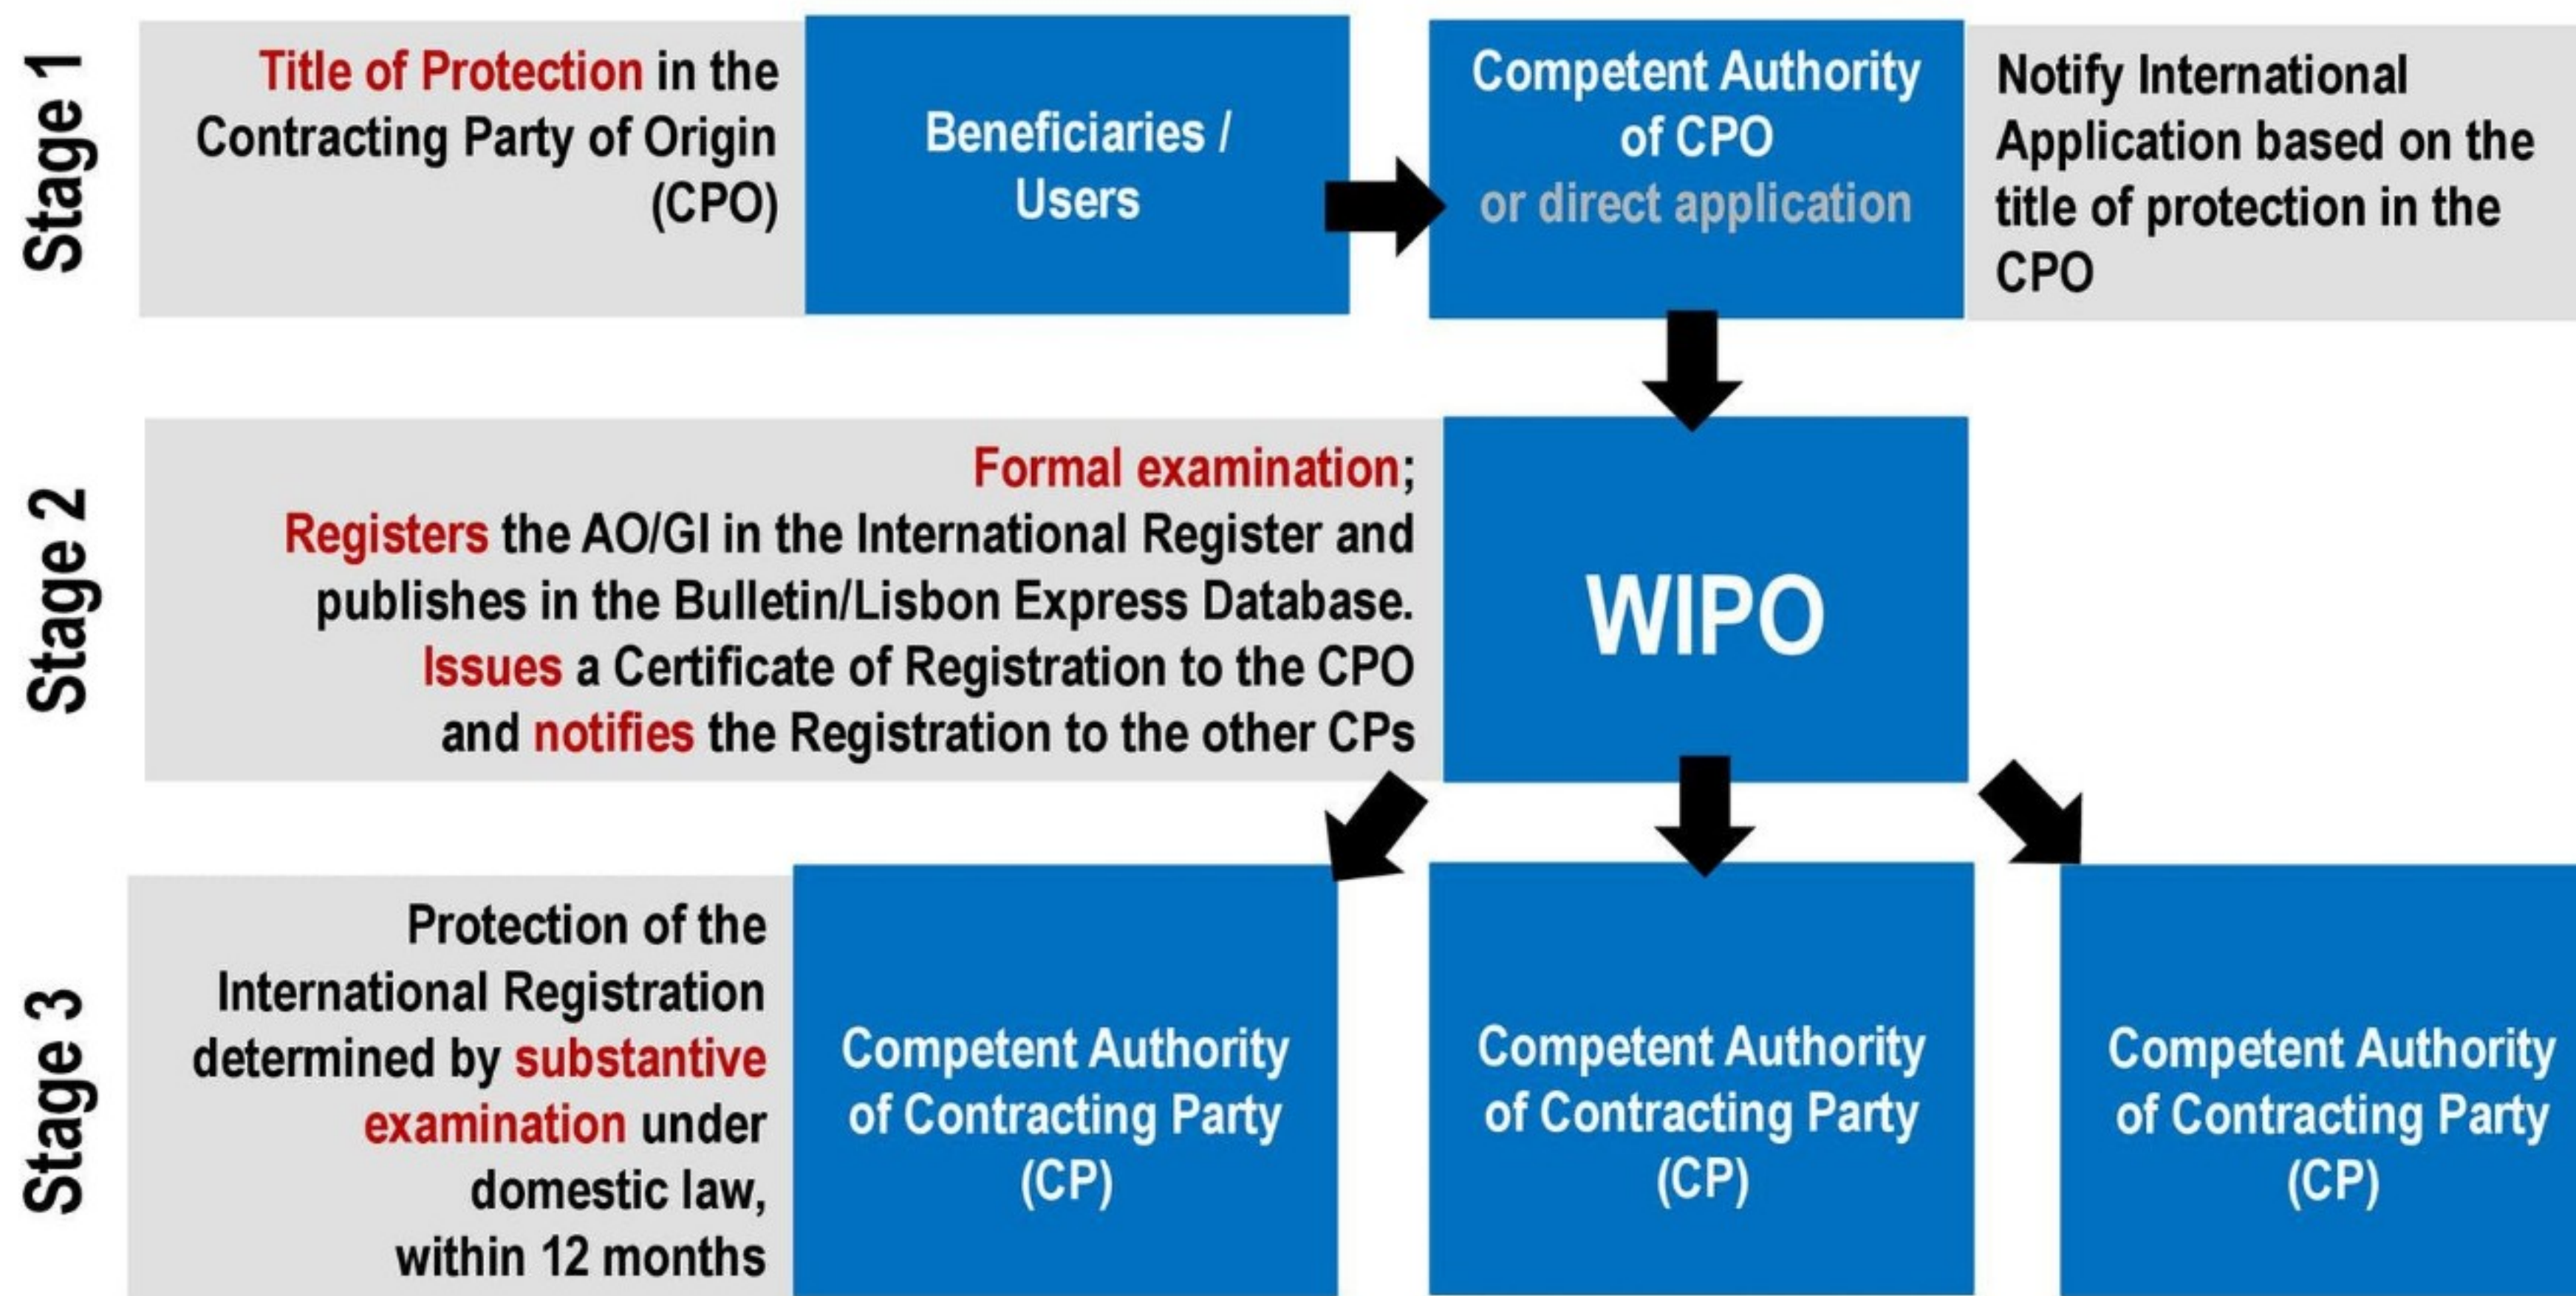 Stage 1
Title of Protection in the
Contracting Party of Origin
(CPO)
Beneficiaries /
Users
Competent Authority
of CPO
or direct application
Notify International
Application based on the
title of protection in the
CPO
Stage 2
Formal examination;
Registers the AO/GI in the International Register and
publishes in the Bulletin/Lisbon Express Database.
Issues a Certificate of Registration to the CPO
and notifies the Registration to the other CPs
WIPO
Stage 3
Protection of the
International Registration
determined by substantive
examination under
domestic law,
within 12 months
Competent Authority
of Contracting Party
(CP)
Competent Authority
of Contracting Party
(CP)
Competent Authority
of Contracting Party
(CP)